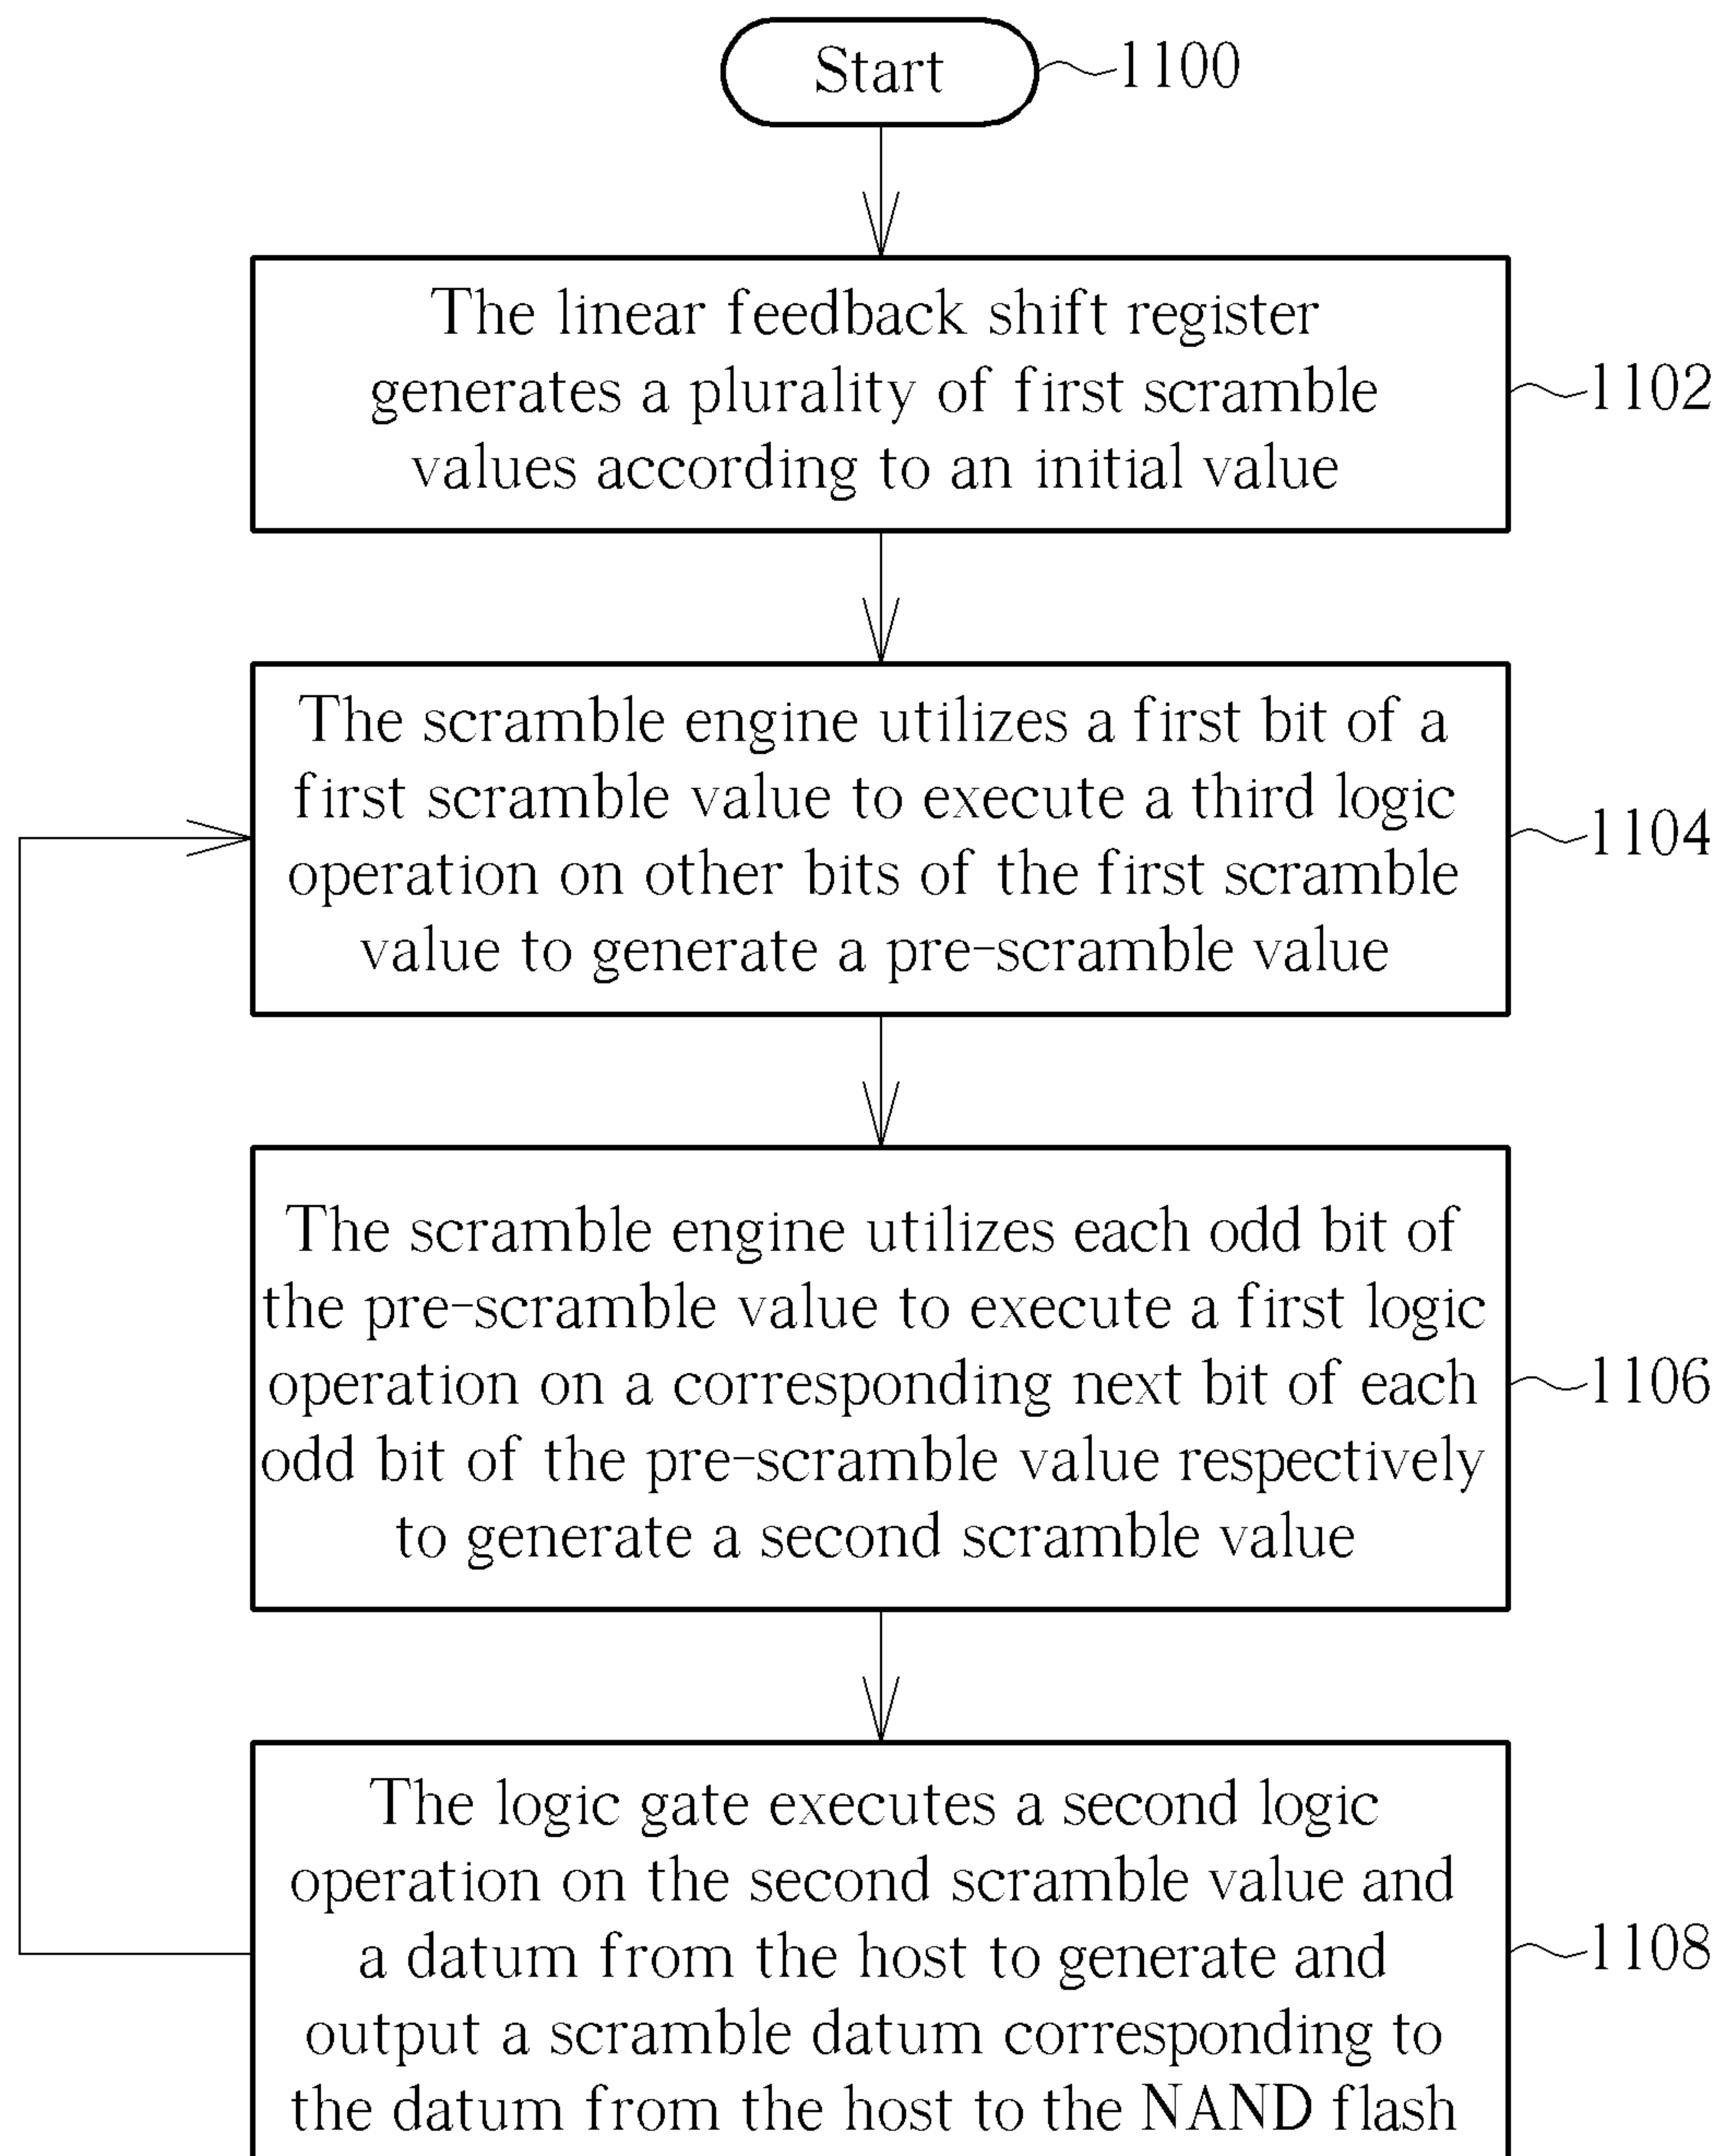 Start
1100
The linear feedback shift register
generates a plurality of first scramble
values according to an initial value
1102
The scramble engine utilizes a first bit of a
first scramble value to execute a third logic
operation on other bits of the first scramble
value to generate a pre-scramble value
1104
The scramble engine utilizes each odd bit of
the pre-scramble value to execute a first logic
operation on a corresponding next bit of each
odd bit of the pre-scramble value respectively
to generate a second scramble value
1106
The logic gate executes a second logic
operation on the second scramble value and
a datum from the host to generate and
output a scramble datum corresponding to
the datum from the host to the NAND flash
1108